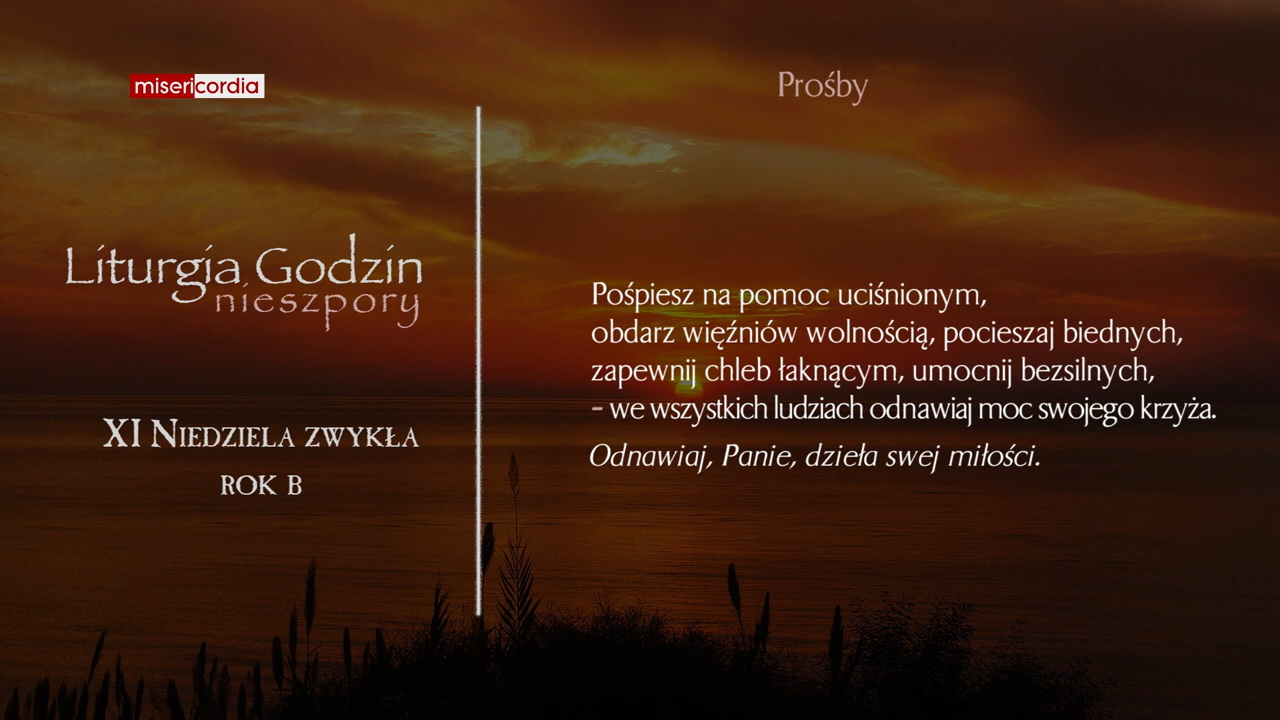 misericordia
Prośby
Liturgia Godzin
nieszpory
XI Niedziela zwykła
rok B
Pośpiesz na pomoc uciśnionym,
obdarz więźniów wolnością, pocieszaj biednych,
zapewnij chleb łaknącym, umocnij bezsilnych,
- we wszystkich ludziach odnawiaj moc swojego krzyża.
Odnawiaj, Panie, dzieła swej miłości.